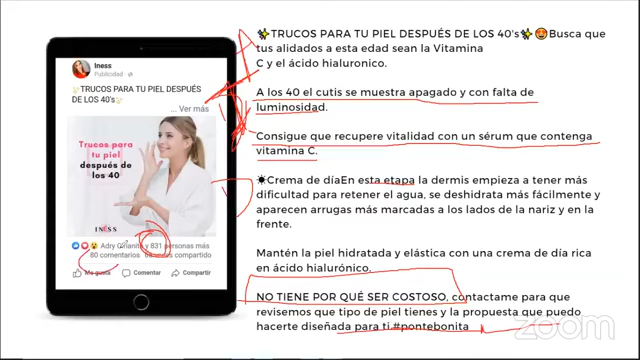 Iness
Publicidad
TRUCOS PARA TU PIEL DESPUÉS
DE LOS 40's
... Ver más
Trucos para
tu piel
después de
los 40
INESS
Adry y 831 personas más
80 comentarios compartido
Me gusta Comentar Compartir
TRUCOS PARA TU PIEL DESPUÉS DE LOS 40's Busca que
tus alidados a esta edad sean la Vitamina
C y el ácido hialuronico.
A los 40 el cutis se muestra apagado y con falta de
luminosidad.
Consigue que recupere vitalidad con un sérum que contenga
vitamina C.
Crema de díaEn esta etapa la dermis empieza a tener más
dificultad para retener el agua, se deshidrata más fácilmente y
aparecen arrugas más marcadas a los lados de la nariz y en la
frente.
Mantén la piel hidratada y elástica con una crema de día rica
en ácido hialurónico.
NO TIENE POR QUÉ SER COSTOSO, contactame para que
revisemos que tipo de piel tienes y la propuesta que puedo
hacerte diseñada para ti #pontebonita
zoom